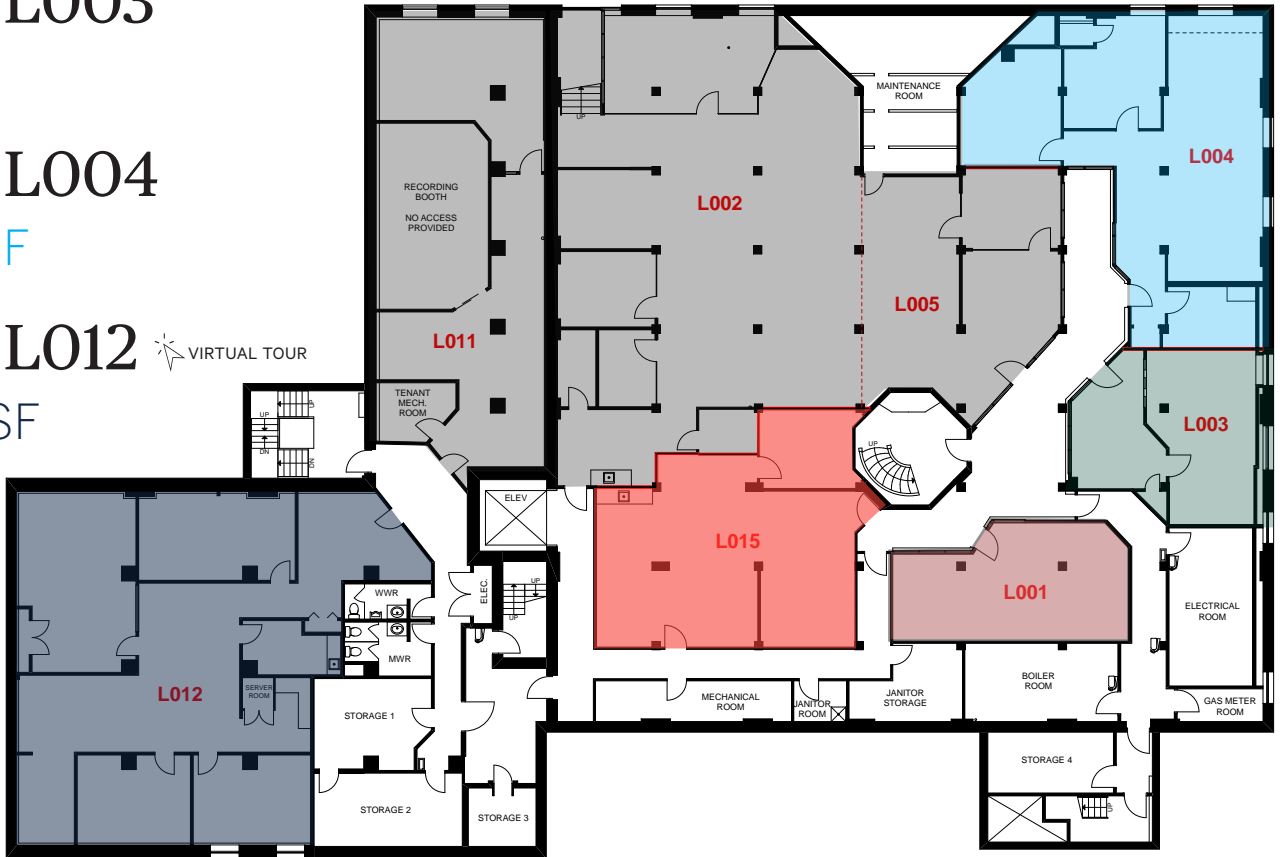 L003
L004
F
L012
VIRTUAL TOUR
SF
MAINTENANCE
ROOM
UP
L004
RECORDING
BOOTH
NO ACCESS
PROVIDED
L002
L005
L011
TENANT
MECH.
ROOM
UP
UP
DN
DN
L003
UP
ELEV
L015
L001
WWR
ELEC.
UP
UP
MWR
ELECTRICAL
ROOM
L012
SERVER
ROOM
STORAGE 1
MECHANICAL
ROOM
JANITOR
ROOM
JANITOR
STORAGE
BOILER
ROOM
GAS METER
ROOM
STORAGE 4
STORAGE 2
STORAGE 3
UP